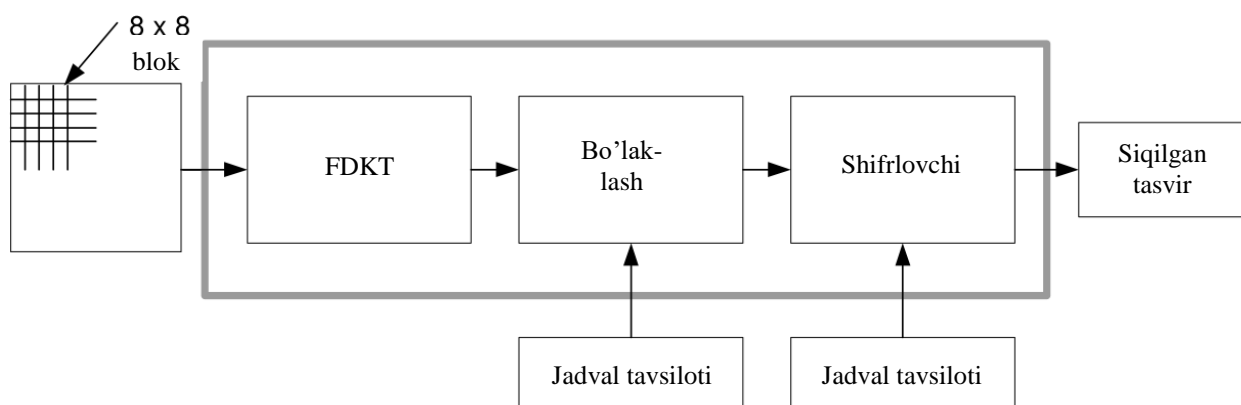 8 x 8
blok
FDKT
Bo’lak-
lash
Shifrlovchi
Siqilgan
tasvir
Jadval tavsiloti
Jadval tavsiloti